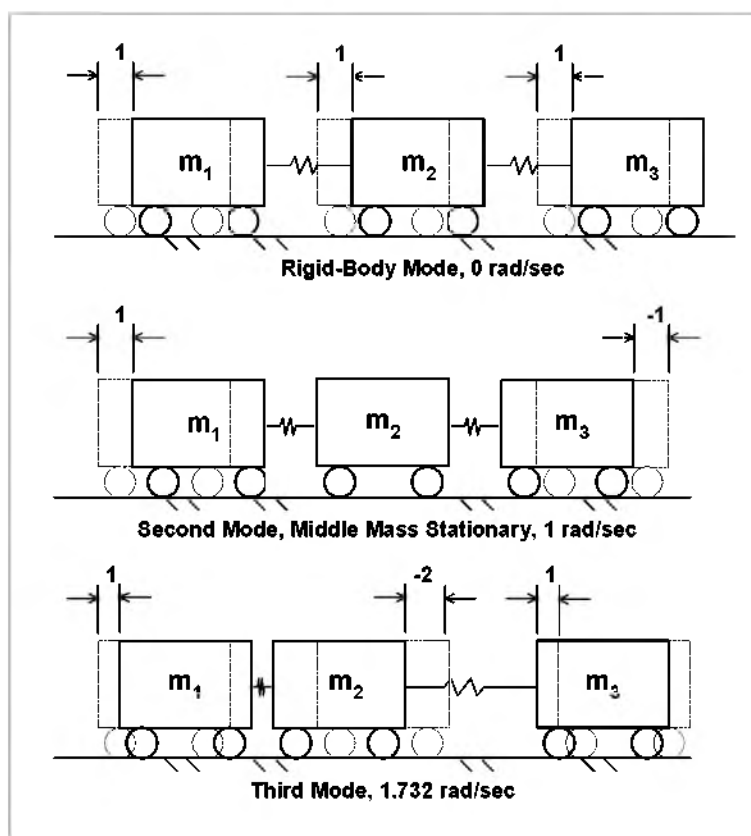 1 1 1
m1 m2 m3
Rigid-Body Mode, 0 rad/sec
1 -1
m1 m2 m3
Second Mode, Middle Mass Stationary, 1 rad/sec
1 -2 1
m1 m2 m3
Third Mode, 1.732 rad/sec